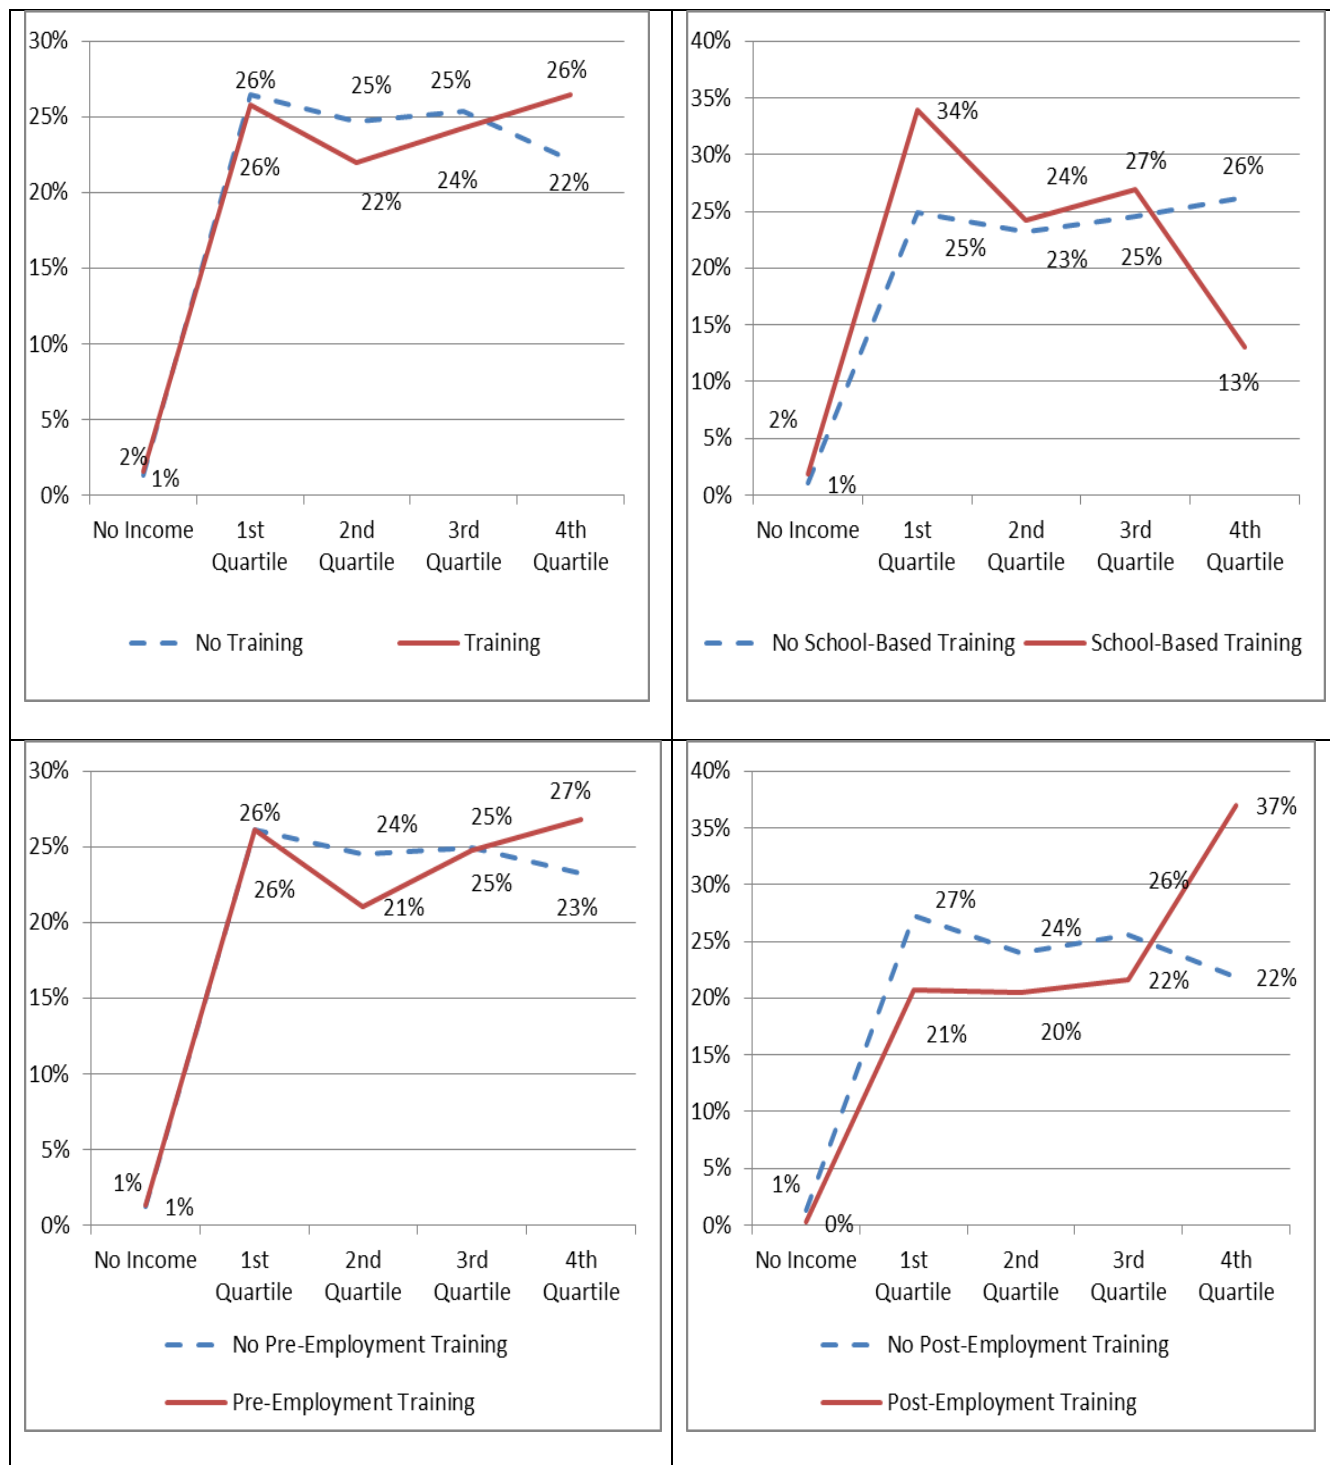 30%
25%
20%
15%
10%
5%
0%
26%
25%
25%
26%
26%
22%
24%
22%
2%
1%
No Income
1st
Quartile
2nd
Quartile
3rd
Quartile
4th
Quartile
No Training
Training
40%
35%
30%
25%
20%
15%
10%
5%
0%
34%
24%
27%
26%
25%
23%
25%
13%
2%
1%
No Income
1st
Quartile
2nd
Quartile
3rd
Quartile
4th
Quartile
No School-Based Training
School-Based Training
30%
25%
20%
15%
10%
5%
0%
26%
24%
25%
27%
26%
21%
25%
23%
1%
1%
No Income
1st
Quartile
2nd
Quartile
3rd
Quartile
4th
Quartile
No Pre-Employment Training
Pre-Employment Training
40%
35%
30%
25%
20%
15%
10%
5%
0%
27%
24%
26%
37%
21%
20%
22%
22%
1%
0%
No Income
1st
Quartile
2nd
Quartile
3rd
Quartile
4th
Quartile
No Post-Employment Training
Post-Employment Training